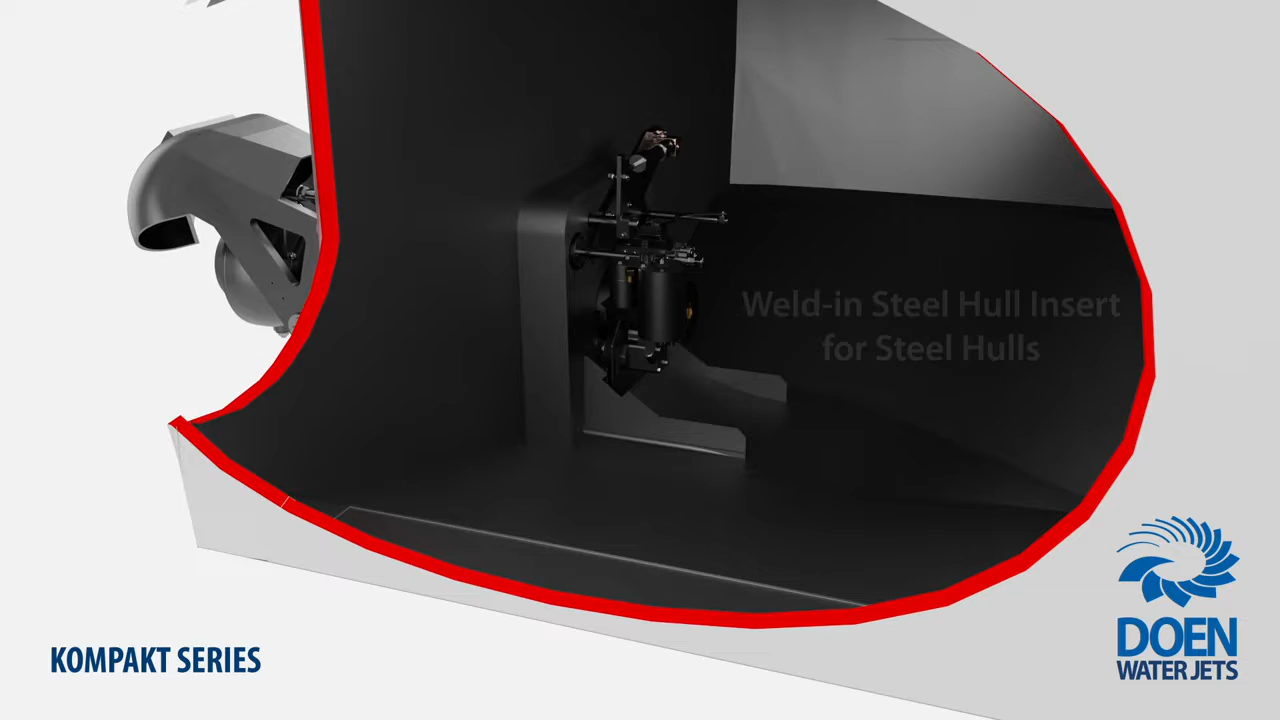 Weld-in Steel Hull Insert
for Steel Hulls
KOMPAKT SERIES
DOEN
WATER JETS